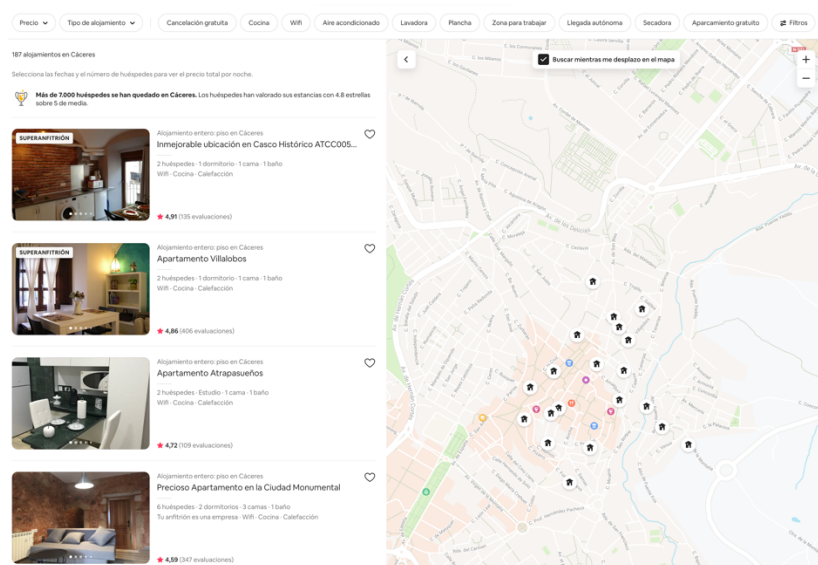 Precio
Tipo de alojamiento
Cancelación gratuita
Cocina
Wifi
Aire acondicionado
Lavadora
Plancha
Zona para trabajar
Llegada autónoma
Secadora
Aparcamiento gratuito
Filtros
187 alojamientos en Cáceres
Selecciona las fechas y el número de huéspedes para ver el precio total por noche.
Más de 7.000 huéspedes se han quedado en Cáceres. Los huéspedes han valorado sus estancias con 4.8 estrellas
sobre 5 de media.
SUPERANFITRIÓN
Alojamiento entero: piso en Cáceres
Inmejorable ubicación en Casco Histórico ATCC005...
2 huéspedes · 1 dormitorio · 1 cama · 1 baño
Wifi · Cocina · Calefacción
4,91 (135 evaluaciones)
SUPERANFITRIÓN
Alojamiento entero: piso en Cáceres
Apartamento Villalobos
2 huéspedes · 1 dormitorio · 1 cama · 1 baño
Wifi · Cocina · Calefacción
4,86 (406 evaluaciones)
Alojamiento entero: piso en Cáceres
Apartamento Atrapasueños
2 huéspedes · Estudio · 1 cama · 1 baño
Wifi · Cocina · Calefacción
4,72 (109 evaluaciones)
Alojamiento entero: piso en Cáceres
Precioso Apartamento en la Ciudad Monumental
6 huéspedes · 2 dormitorios · 3 camas · 1 baño
Tu anfitrión es una empresa · Wifi · Cocina · Calefacción
4,59 (347 evaluaciones)
Buscar mientras me desplazo en el mapa